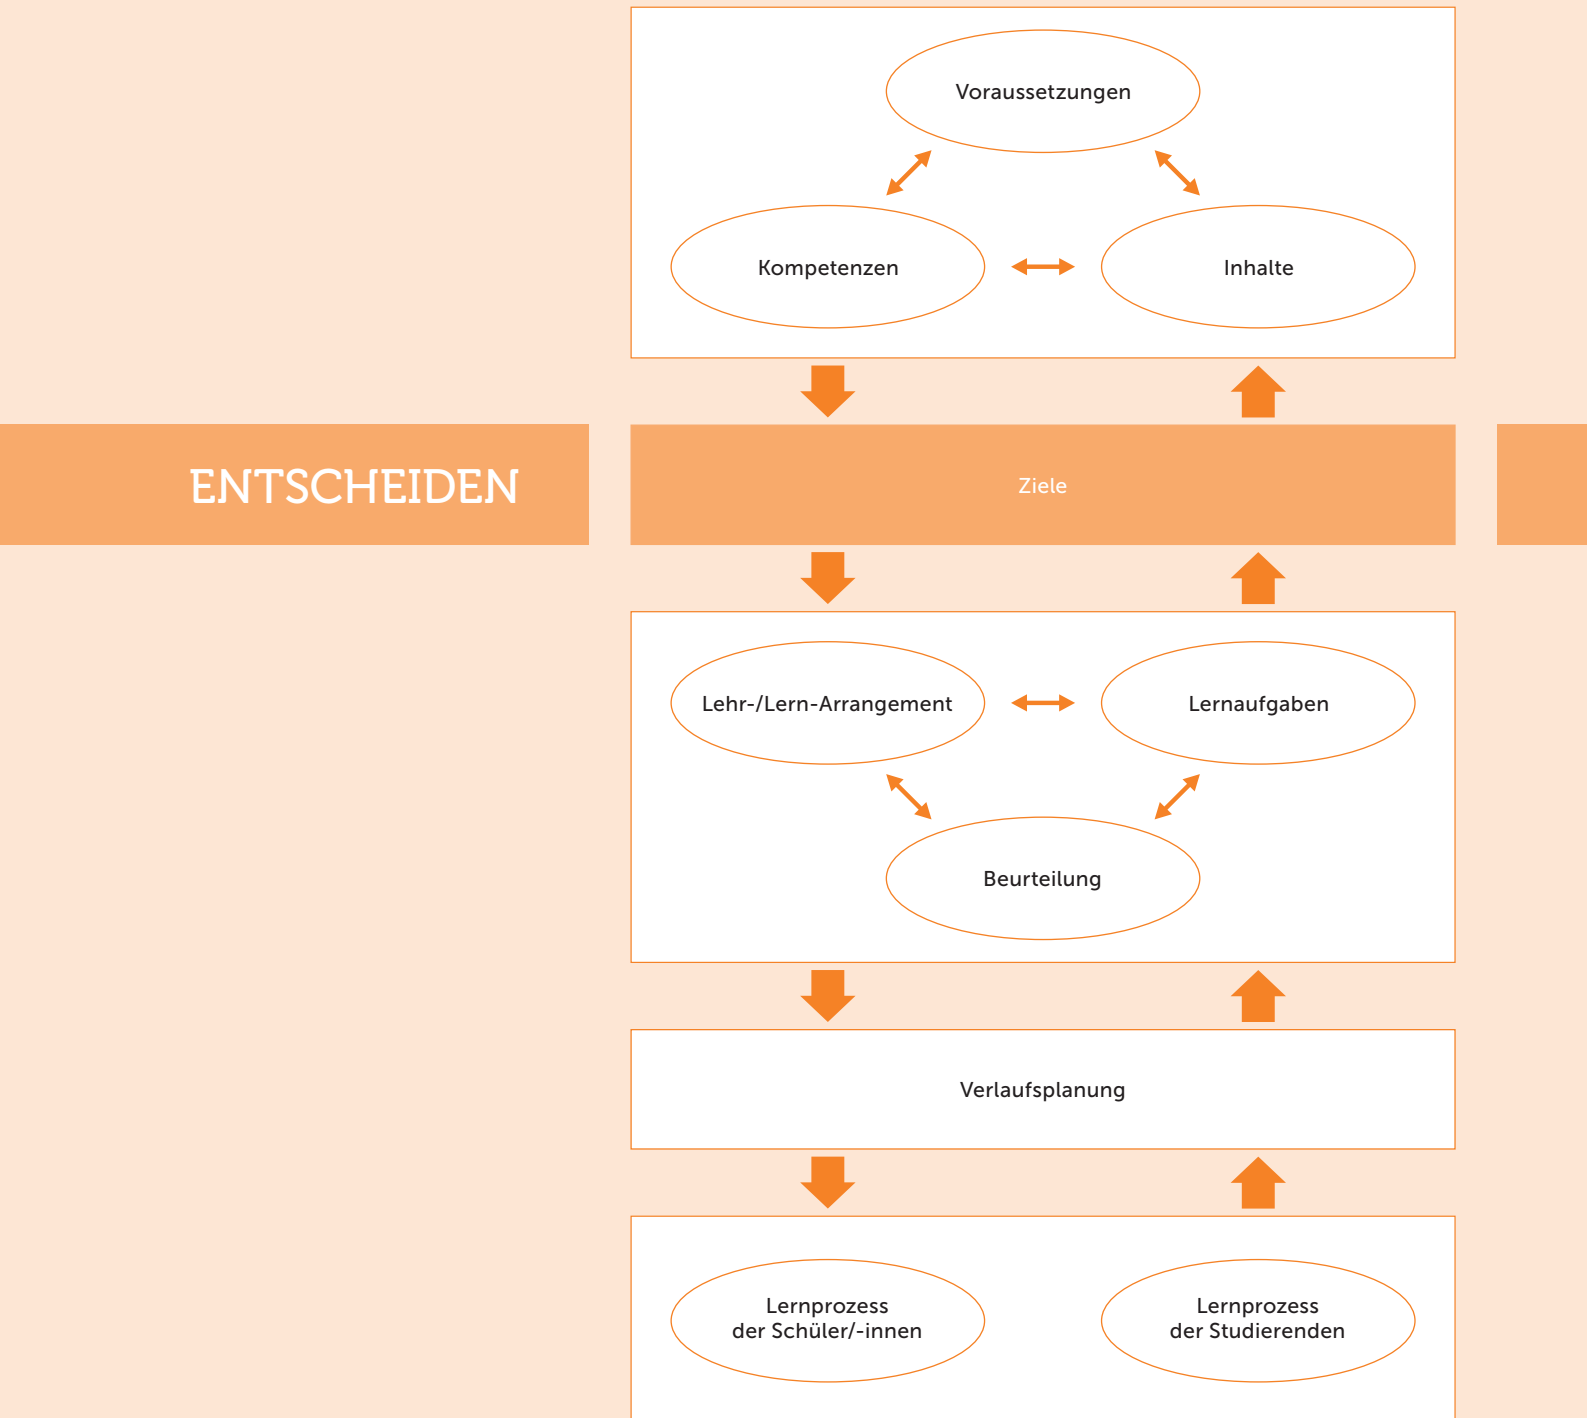 Voraussetzungen
Kompetenzen
Inhalte
ENTSCHEIDEN
Ziele
Lehr-/Lern-Arrangement
Lernaufgaben
Beurteilung
Verlaufsplanung
Lernprozess
der Schüler/-innen
Lernprozess
der Studierenden